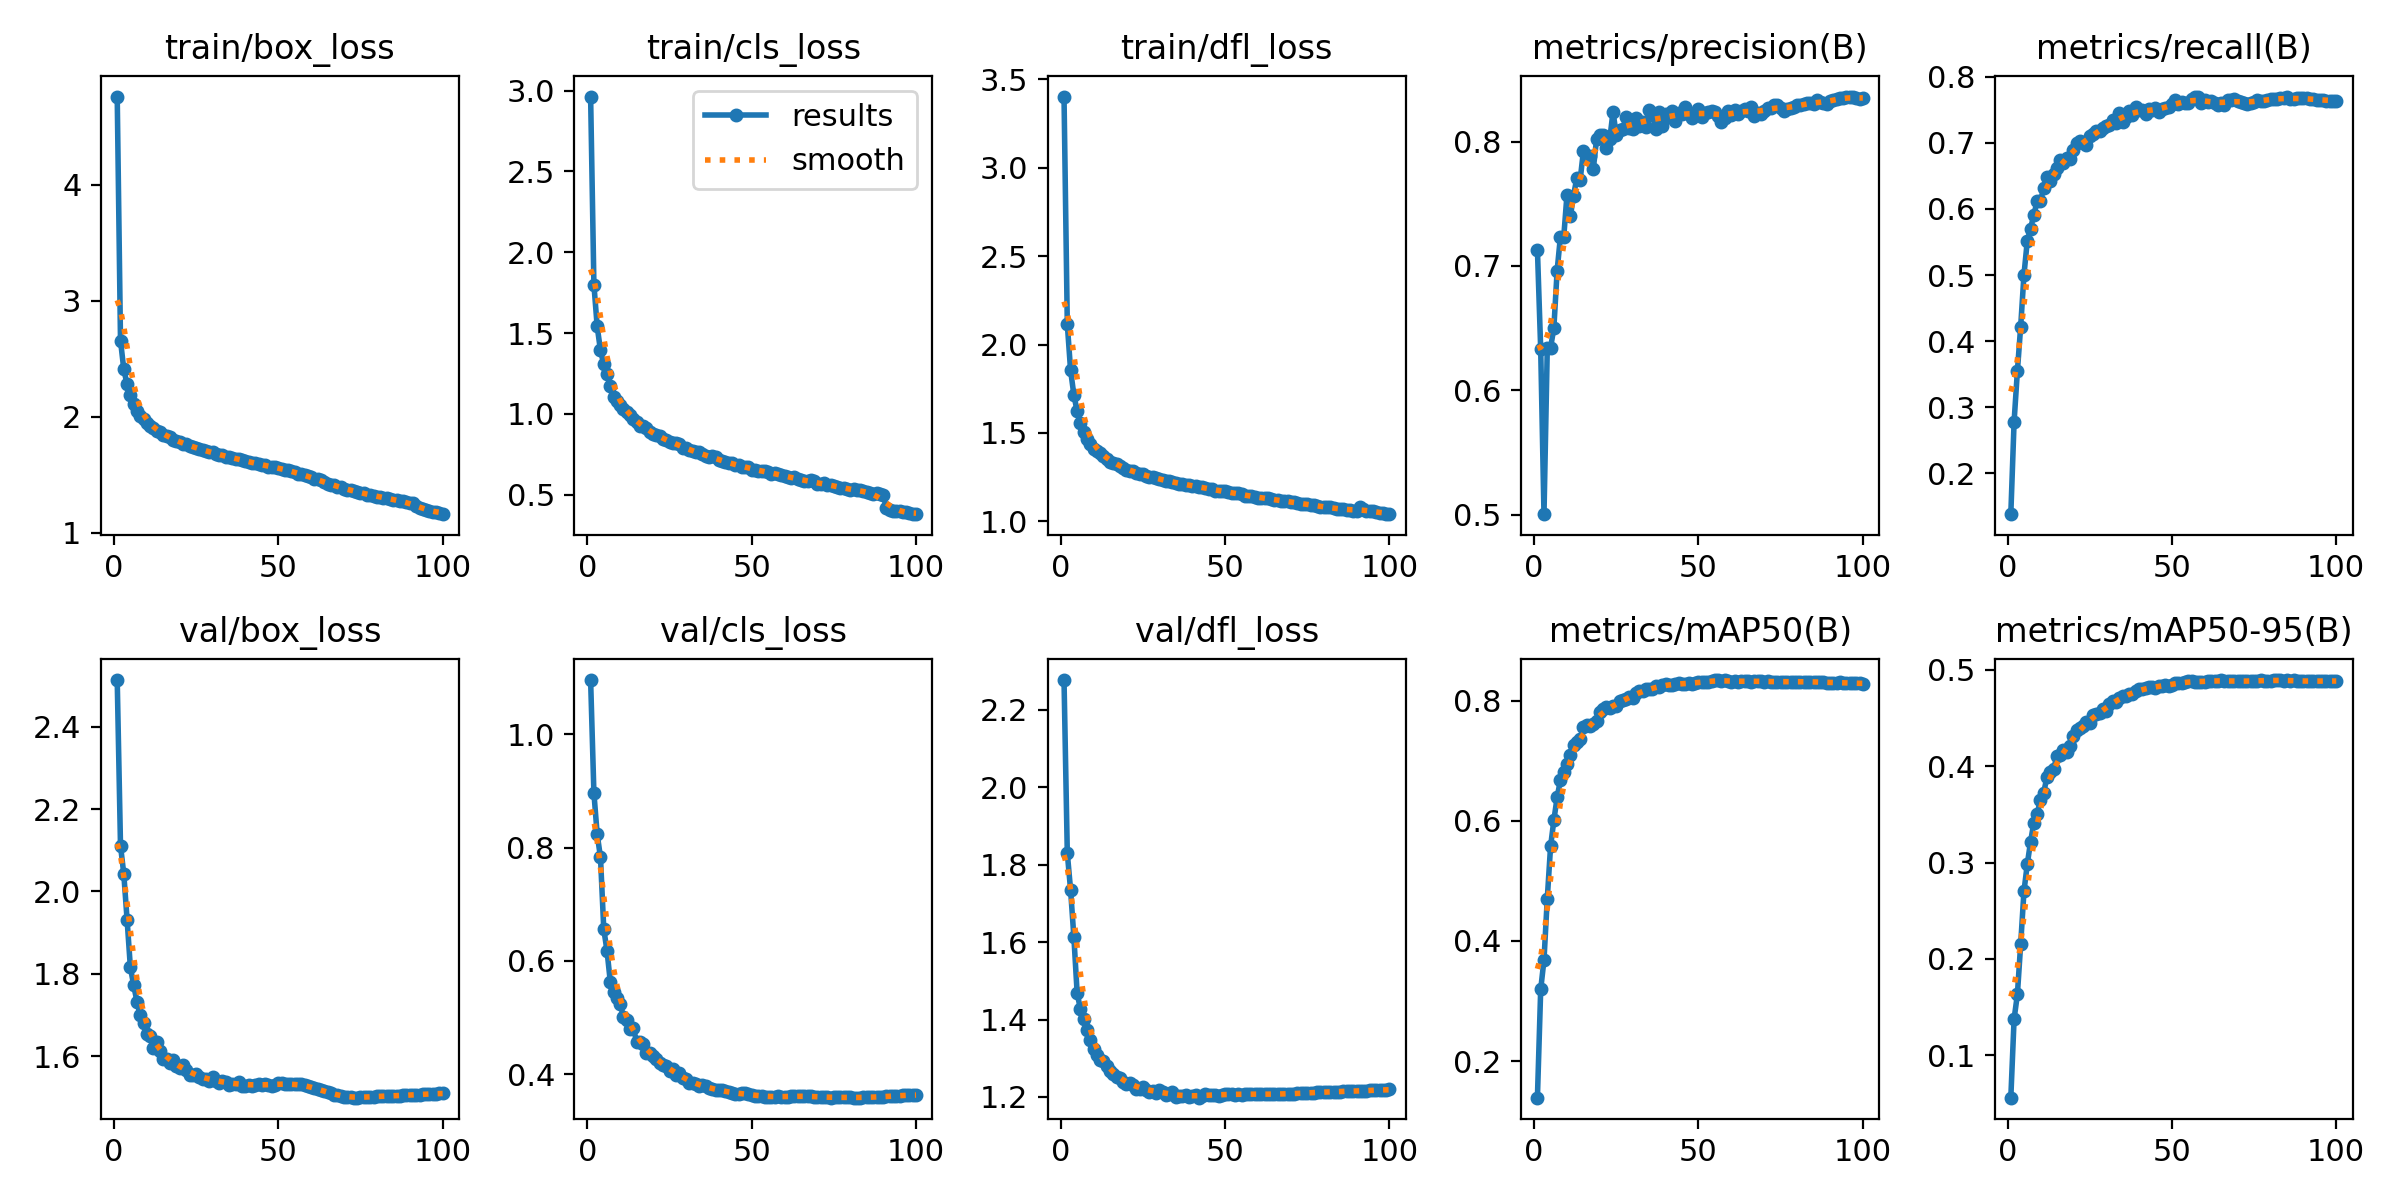 train/box_loss
4
3
2
1
0 50 100
train/cls_loss
results
smooth
3.0
2.5
2.0
1.5
1.0
0.5
0 50 100
train/dfl_loss
3.5
3.0
2.5
2.0
1.5
1.0
0 50 100
metrics/precision(B)
0.8
0.7
0.6
0.5
0 50 100
metrics/recall(B)
0.8
0.7
0.6
0.5
0.4
0.3
0.2
0 50 100
val/box_loss
2.4
2.2
2.0
1.8
1.6
0 50 100
val/cls_loss
1.0
0.8
0.6
0.4
0 50 100
val/dfl_loss
2.2
2.0
1.8
1.6
1.4
1.2
0 50 100
metrics/mAP50(B)
0.8
0.6
0.4
0.2
0 50 100
metrics/mAP50-95(B)
0.5
0.4
0.3
0.2
0.1
0 50 100